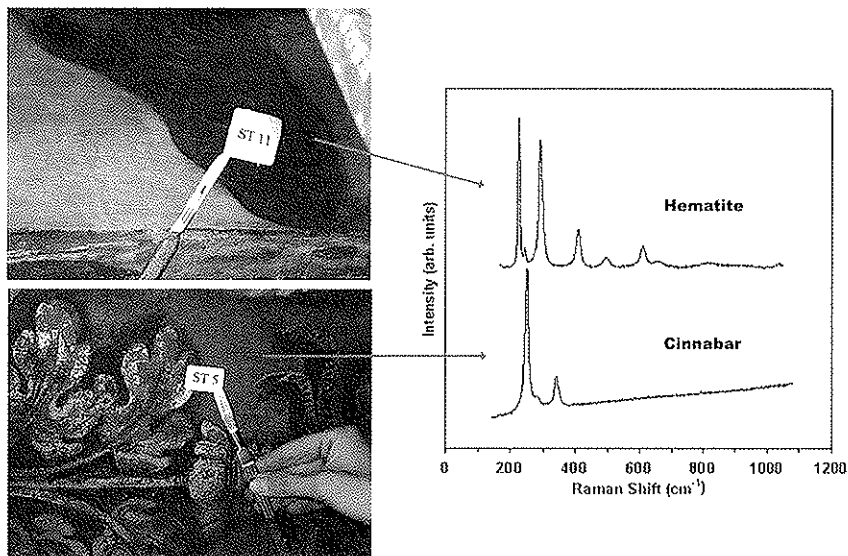 ST 11
ST 5
Intensity (arb. units)
Hematite
Cinnabar
0 200 400 600 800 1000 1200
Raman Shift (cm⁻¹)